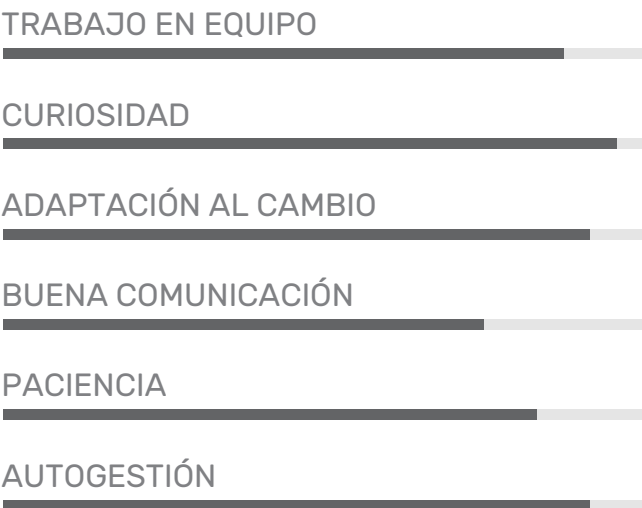 TRABAJO EN EQUIPO
CURIOSIDAD
ADAPTACIÓN AL CAMBIO
BUENA COMUNICACIÓN
PACIENCIA
AUTOGESTIÓN